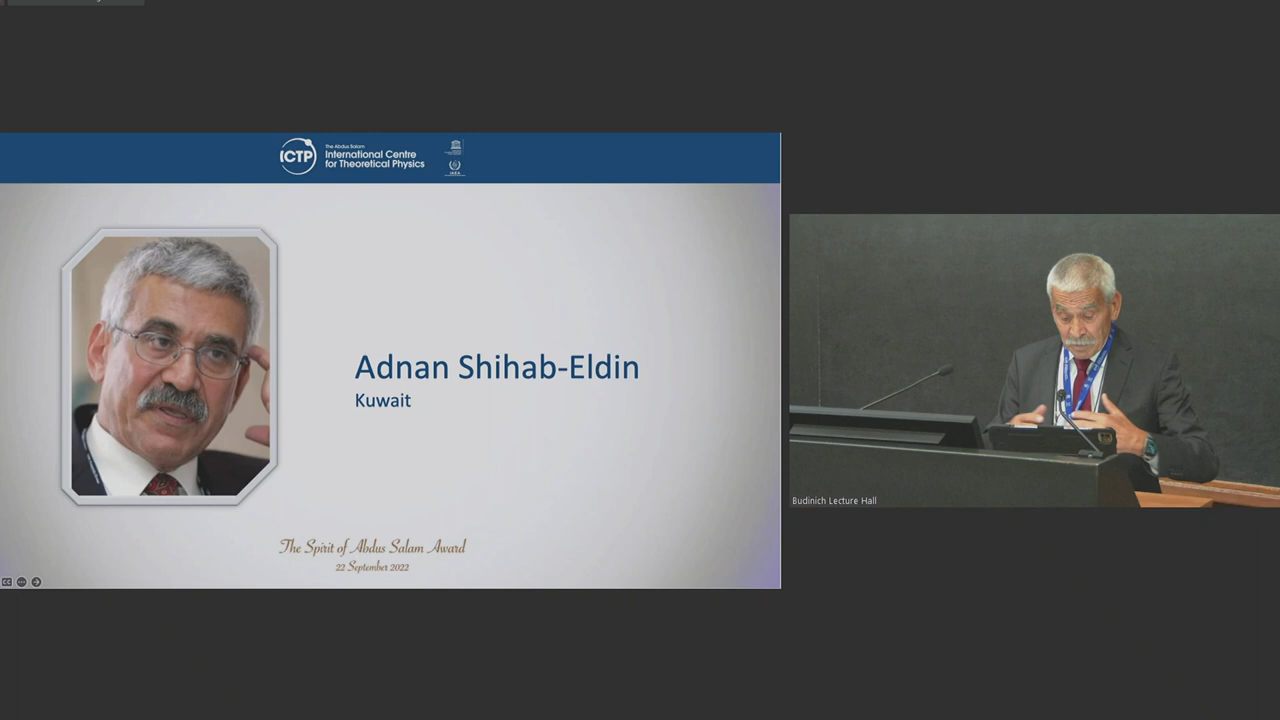 ICTP
The Abdus Salam
International Centre
for Theoretical Physics
IAEA
Adnan Shihab-Eldin
Kuwait
The Spirit of Abdus Salam Award
22 September 2022
Budinich Lecture Hall